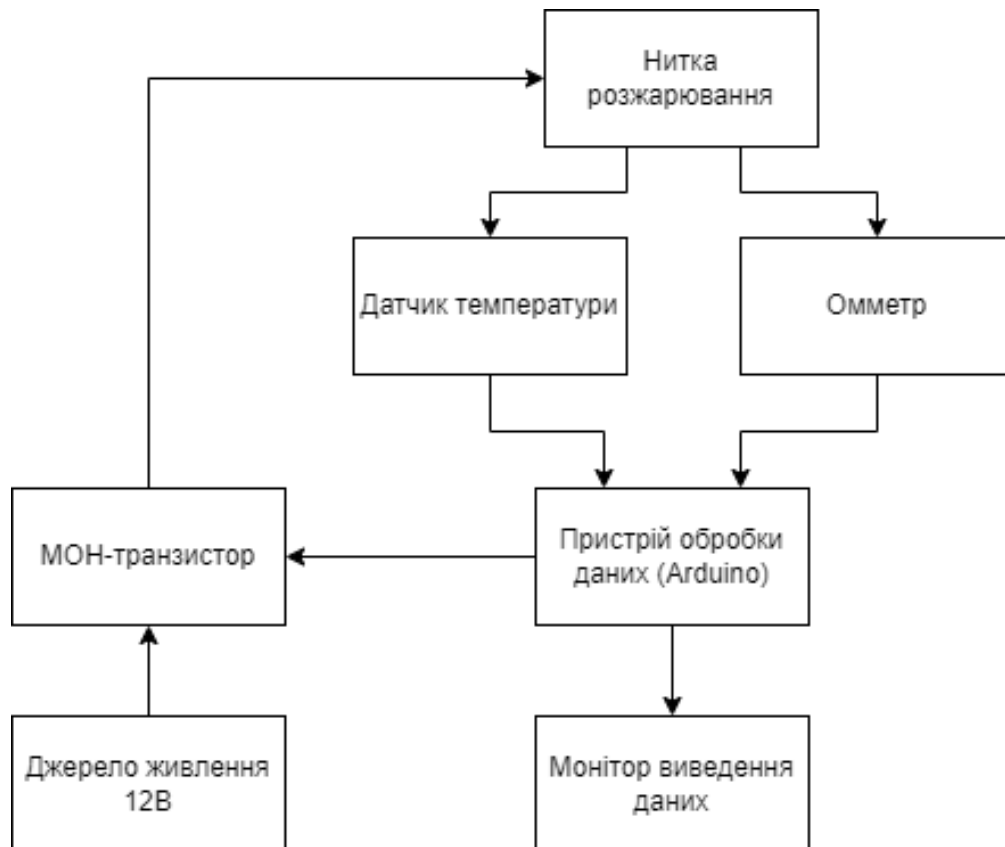 Нитка
розжарювання
Датчик температури
Омметр
МОН-транзистор
Пристрій обробки
даних (Arduino)
Джерело живлення
12В
Монітор виведення
даних